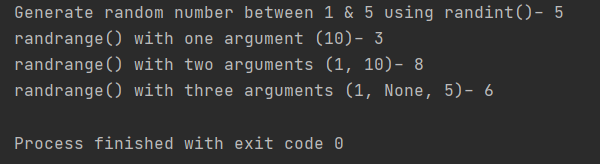 Generate random number between 1 & 5 using randint()– 5
randrange() with one argument (10)– 3
randrange() with two arguments (1, 10)– 8
randrange() with three arguments (1, None, 5)– 6
Process finished with exit code 0